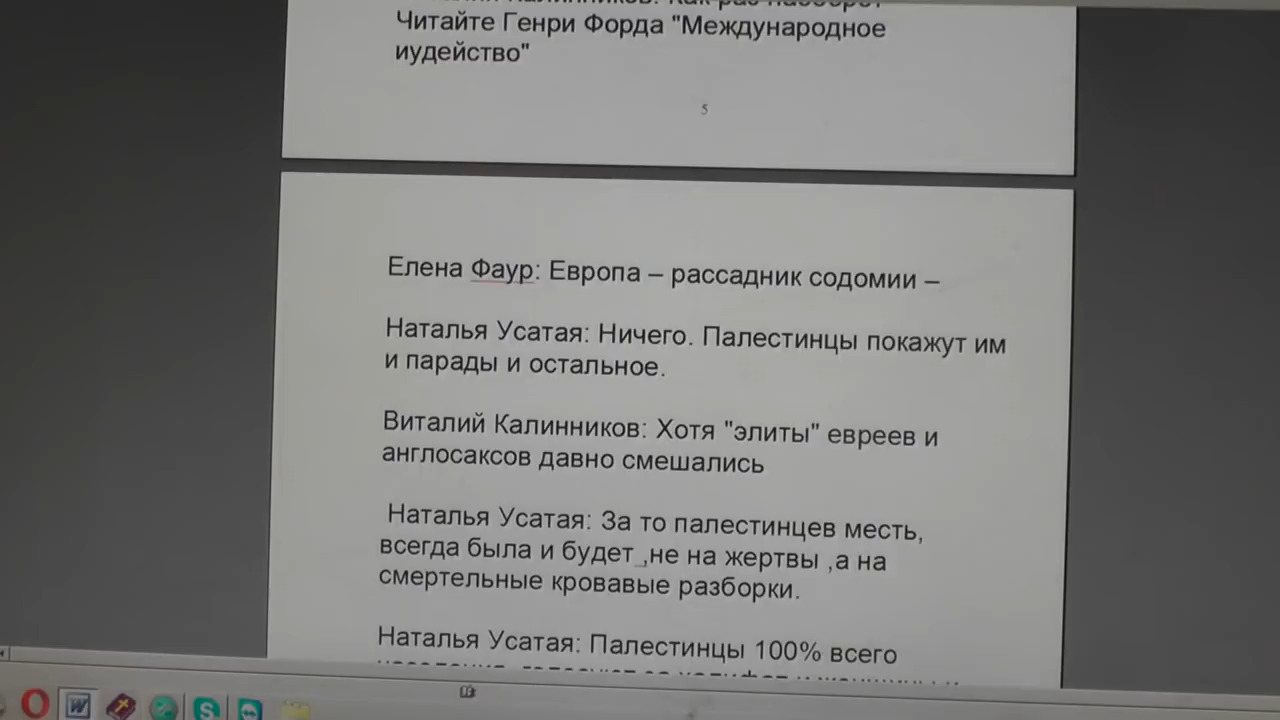 Читайте Генри Форда "Международное
иудейство"
5
Елена Фаур: Европа – рассадник содомии –
Наталья Усатая: Ничего. Палестинцы покажут им
и парады и остальное.
Виталий Калинников: Хотя "элиты" евреев и
англосаксов давно смешались
Наталья Усатая: За то палестинцев месть,
всегда была и будет ,не на жертвы ,а на
смертельные кровавые разборки.
Наталья Усатая: Палестинцы 100% всего